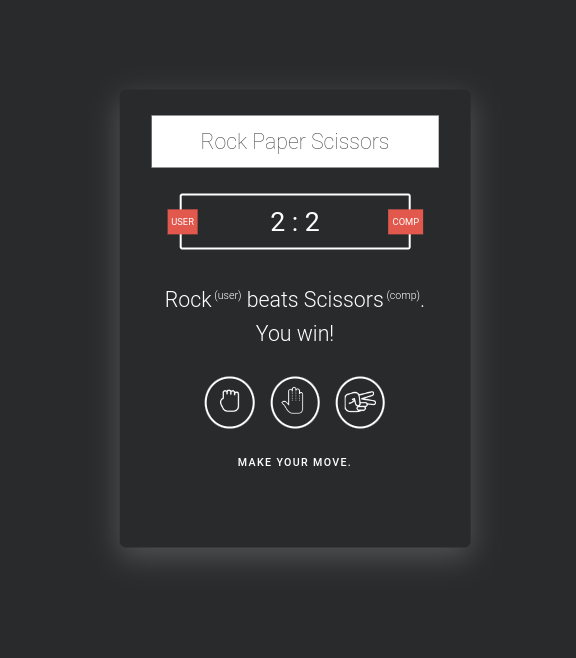 Rock Paper Scissors
USER 2 : 2 COMP
Rock (user) beats Scissors (comp).
You win!
MAKE YOUR MOVE.